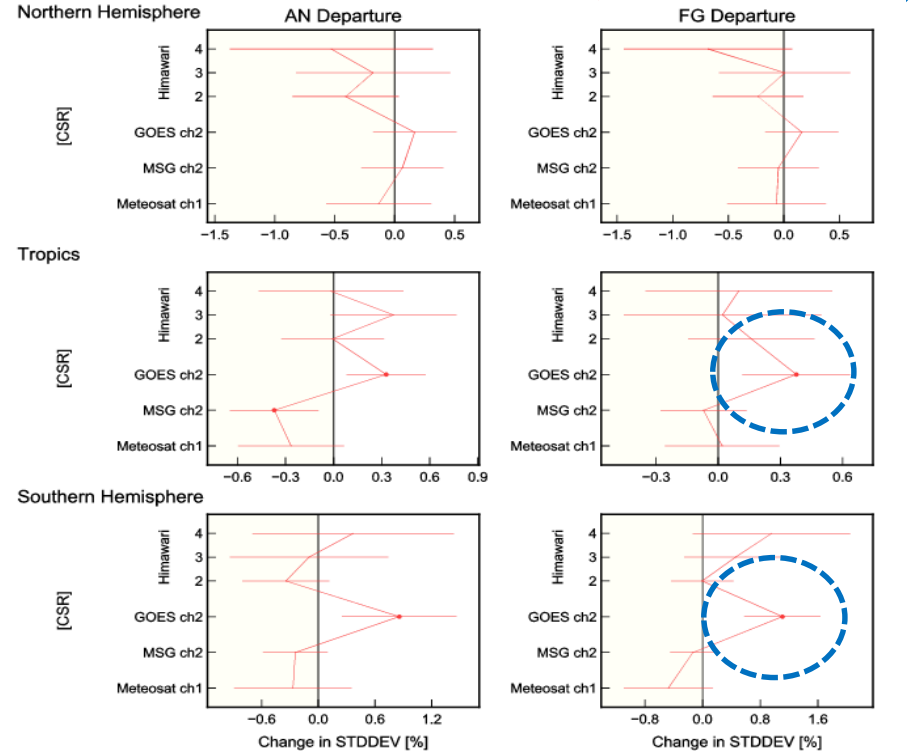 Northern Hemisphere
AN Departure
FG Departure
[CSR]
Himawari
4
3
2
GOES ch2
MSG ch2
Meteosat ch1
−1.5 −1.0 −0.5 0.0 0.5
Himawari
4
3
2
GOES ch2
MSG ch2
Meteosat ch1
−1.5 −1.0 −0.5 0.0 0.5
Tropics
[CSR]
Himawari
4
3
2
GOES ch2
MSG ch2
Meteosat ch1
−0.6 −0.3 0.0 0.3 0.6 0.9
Himawari
4
3
2
GOES ch2
MSG ch2
Meteosat ch1
−0.3 0.0 0.3 0.6
Southern Hemisphere
[CSR]
Himawari
4
3
2
GOES ch2
MSG ch2
Meteosat ch1
−0.6 0.0 0.6 1.2
Change in STDDEV [%]
Himawari
4
3
2
GOES ch2
MSG ch2
Meteosat ch1
−0.8 0.0 0.8 1.6
Change in STDDEV [%]